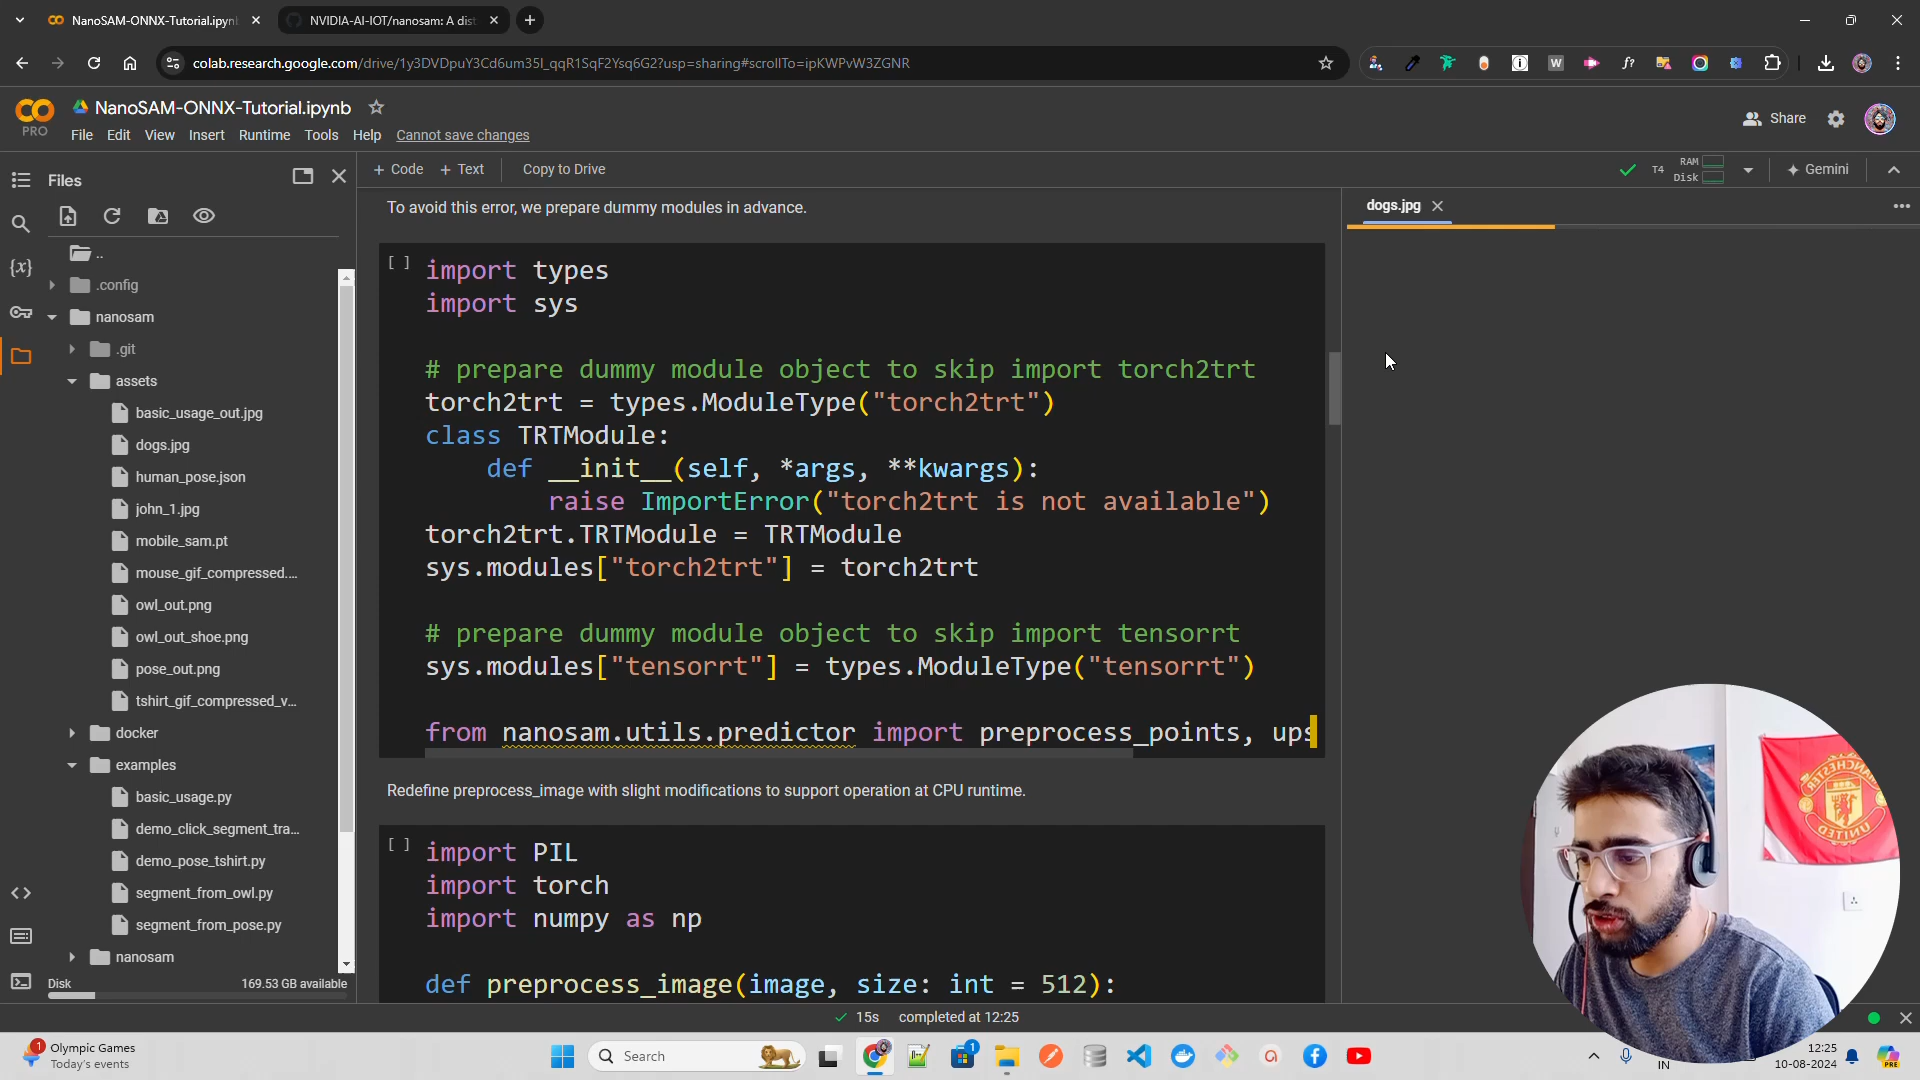 NanoSAM-ONNX-Tutorial.ipynb
NVIDIA-AI-IOT/nanosam: A dist
colab.research.google.com/drive/1y3DVDpuY3Cd6um35I_qqR1SqF2Ysq6G2?usp=sharing#scrollTo=ipKWPvW3ZGNR
PRO
NanoSAM-ONNX-Tutorial.ipynb
File Edit View Insert Runtime Tools Help Cannot save changes
Share
Files
+ Code + Text Copy to Drive
T4 RAM Disk
Gemini
..
.config
nanosam
.git
assets
basic_usage_out.jpg
dogs.jpg
human_pose.json
john_1.jpg
mobile_sam.pt
mouse_gif_compressed....
owl_out.png
owl_out_shoe.png
pose_out.png
tshirt_gif_compressed_v...
docker
examples
basic_usage.py
demo_click_segment_tra...
demo_pose_tshirt.py
segment_from_owl.py
segment_from_pose.py
nanosam
Disk 169.53 GB available
To avoid this error, we prepare dummy modules in advance.
[ ] import types
import sys
# prepare dummy module object to skip import torch2trt
torch2trt = types.ModuleType("torch2trt")
class TRTModule:
def __init__(self, *args, **kwargs):
raise ImportError("torch2trt is not available")
torch2trt.TRTModule = TRTModule
sys.modules["torch2trt"] = torch2trt
# prepare dummy module object to skip import tensorrt
sys.modules["tensorrt"] = types.ModuleType("tensorrt")
from nanosam.utils.predictor import preprocess_points, ups
Redefine preprocess_image with slight modifications to support operation at CPU runtime.
[ ] import PIL
import torch
import numpy as np
def preprocess_image(image, size: int = 512):
dogs.jpg
MANCHESTER
UNITED
15s completed at 12:25
1
Olympic Games
Today's events
Search
1
IN
12:25
10-08-2024
PRE